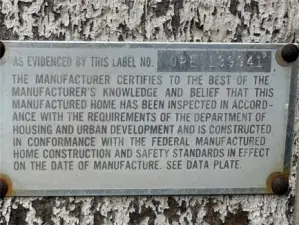 AS EVIDENCED BY THIS LABEL NO. ORE 139941
THE MANUFACTURER CERTIFIES TO THE BEST OF THE
MANUFACTURER'S KNOWLEDGE AND BELIEF THAT THIS
MANUFACTURED HOME HAS BEEN INSPECTED IN ACCORD-
ANCE WITH THE REQUIREMENTS OF THE DEPARTMENT OF
HOUSING AND URBAN DEVELOPMENT AND IS CONSTRUCTED
IN CONFORMANCE WITH THE FEDERAL MANUFACTURED
HOME CONSTRUCTION AND SAFETY STANDARDS IN EFFECT
ON THE DATE OF MANUFACTURE. SEE DATA PLATE.